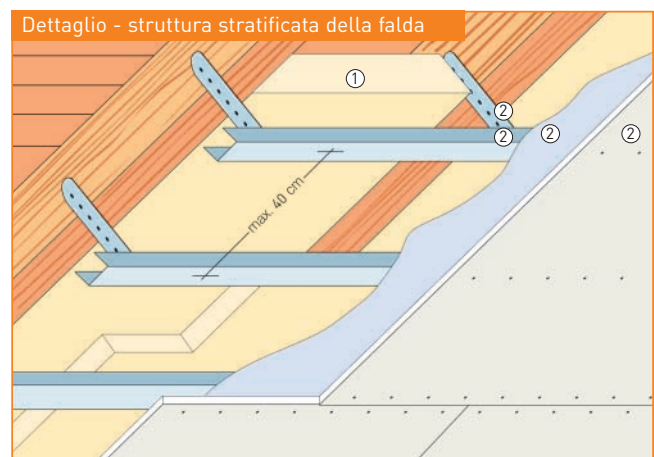 Dettaglio - struttura stratificata della falda
①
②
② ② ②
max. 40 cm